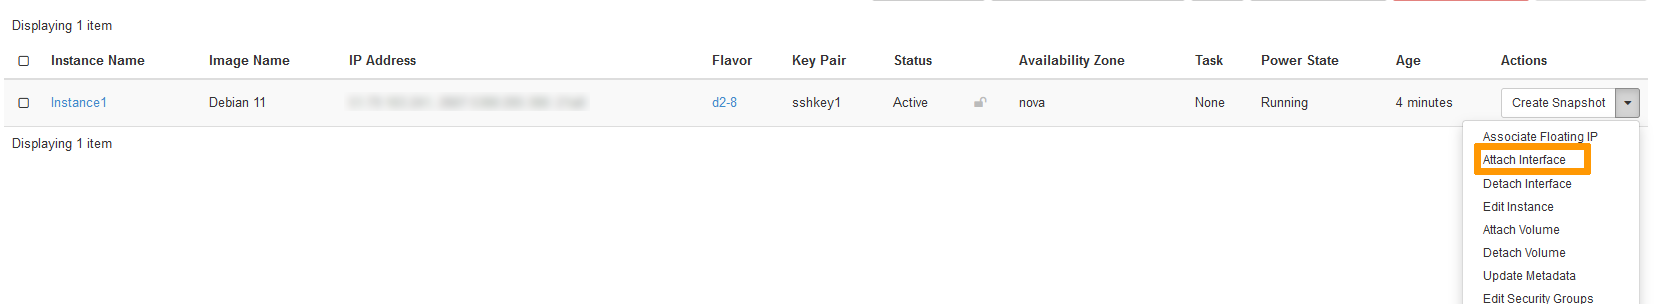 Displaying 1 item
Instance Name Image Name IP Address Flavor Key Pair Status Availability Zone Task Power State Age Actions
Instance1 Debian 11 d2-8 sshkey1 Active nova None Running 4 minutes Create Snapshot
Displaying 1 item
Associate Floating IP
Attach Interface
Detach Interface
Edit Instance
Attach Volume
Detach Volume
Update Metadata
Edit Security Groups